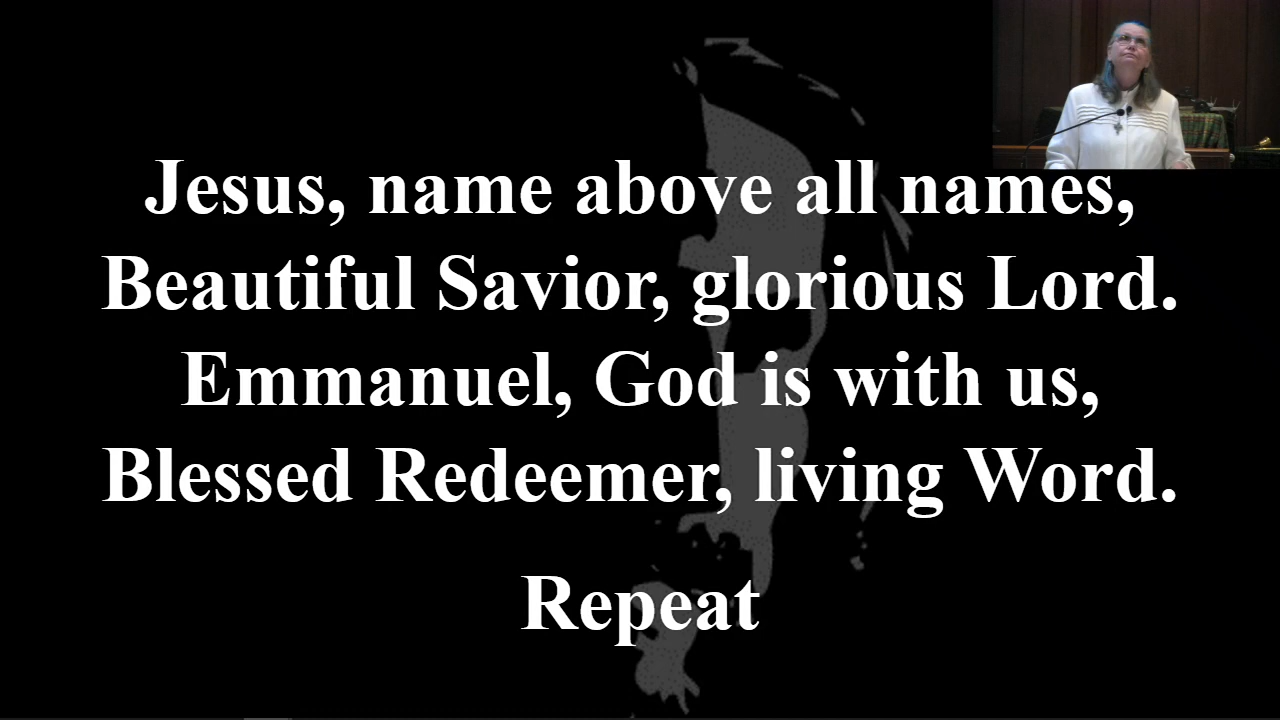 Jesus, name above all names,
Beautiful Savior, glorious Lord.
Emmanuel, God is with us,
Blessed Redeemer, living Word.
Repeat